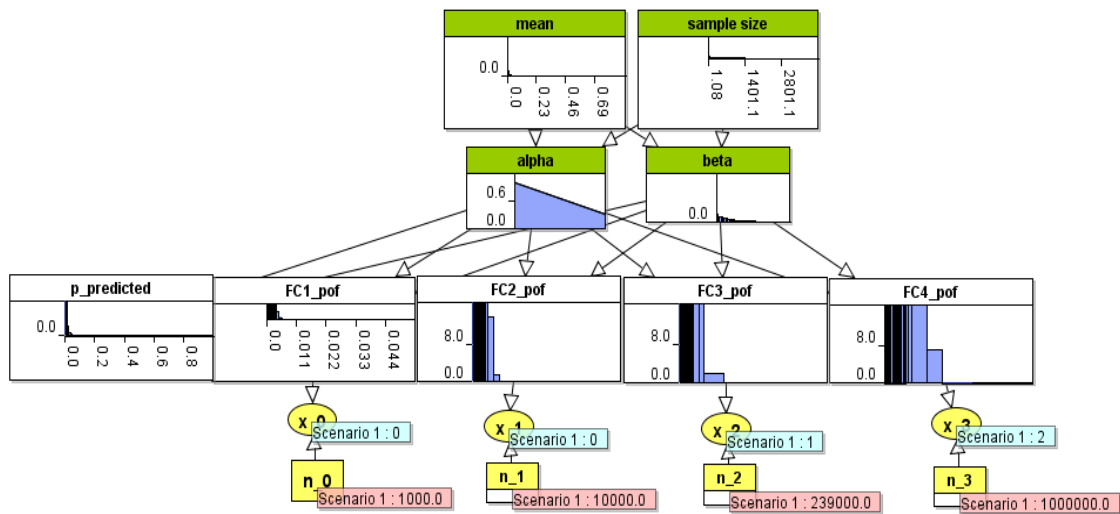 mean
sample size
0.0
0.0
0.23
0.46
0.69
1.08
1401.1
2801.1
alpha
beta
0.6
0.0
0.0
p_predicted
FC1_pof
FC2_pof
FC3_pof
FC4_pof
0.0
0.0
0.2
0.4
0.6
0.8
0.0
0.011
0.022
0.033
0.044
8.0
0.0
8.0
0.0
8.0
0.0
x_0
Scenario 1 : 0
x_1
Scenario 1 : 0
x_2
Scenario 1 : 1
x_3
Scenario 1 : 2
n_0
Scenario 1 : 1000.0
n_1
Scenario 1 : 10000.0
n_2
Scenario 1 : 239000.0
n_3
Scenario 1 : 1000000.0